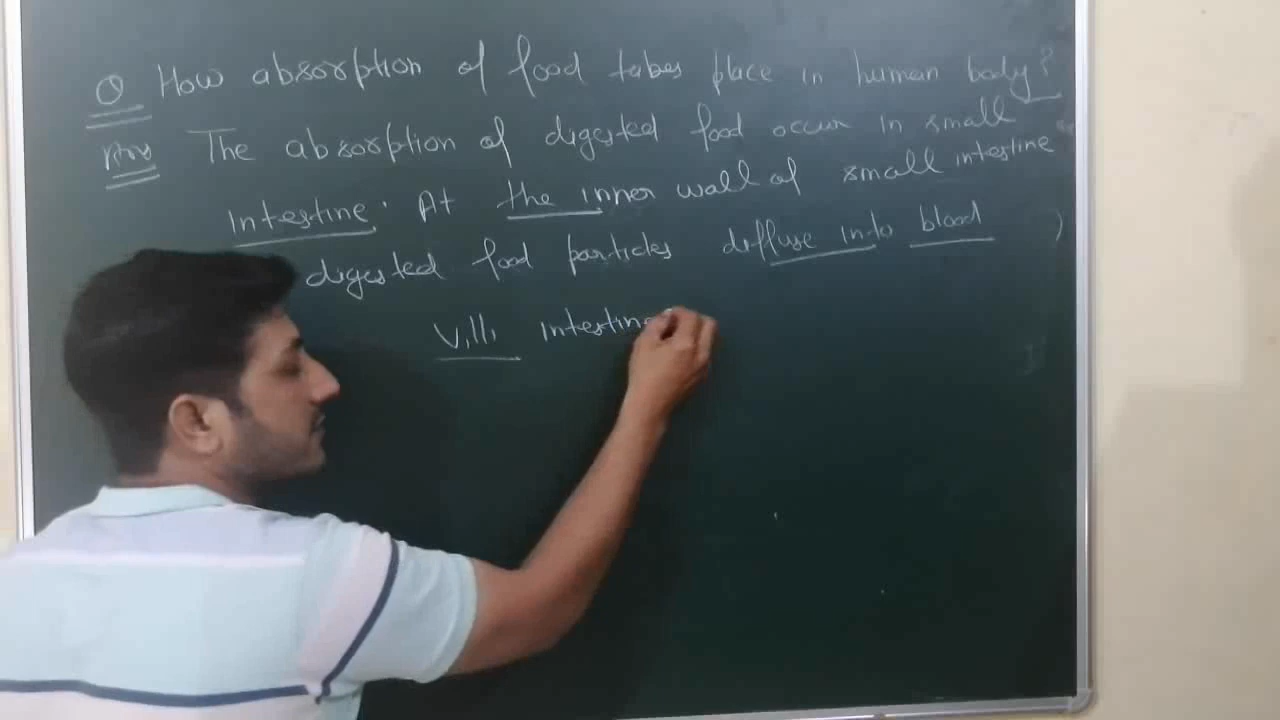 Q How absorption of food takes place in human body?
Ans The absorption of digested food occur in small
Intestine. At the inner wall of small intestine
digested food particles diffuse into blood
Villi intestine